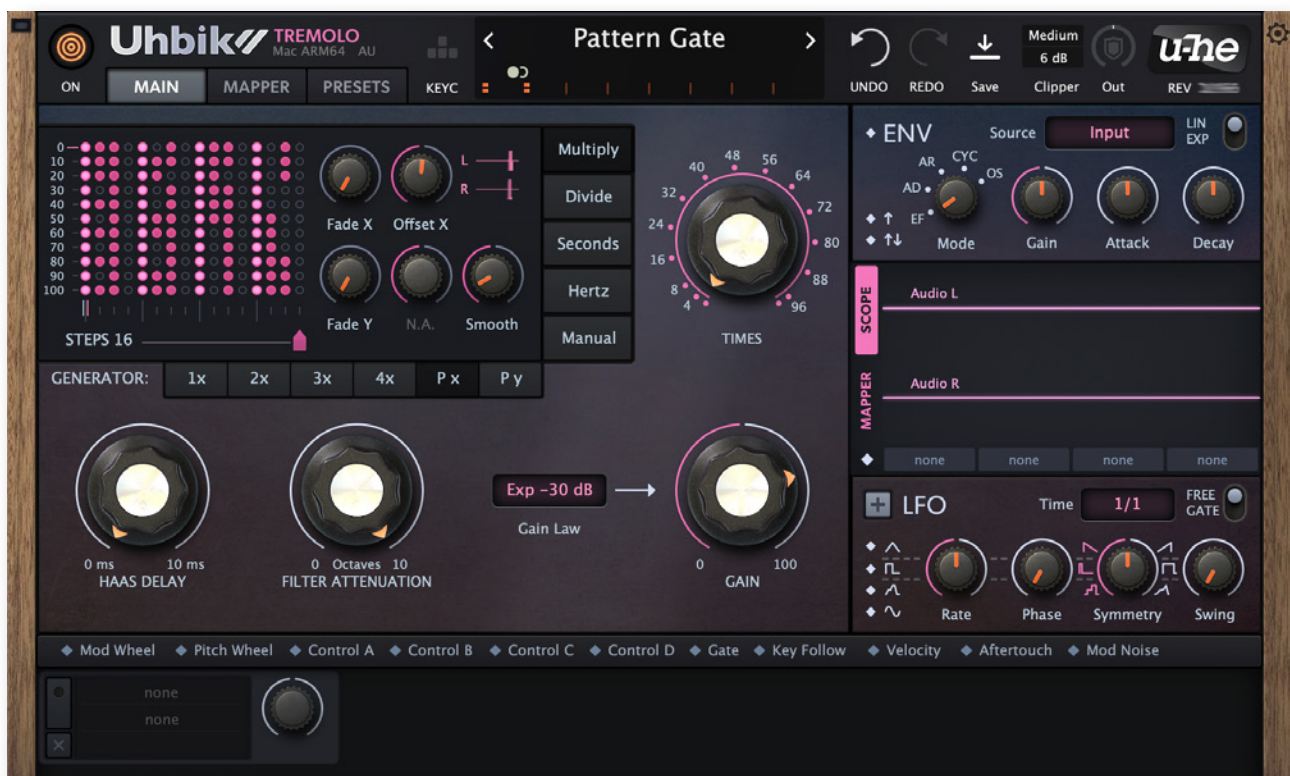 Uhbik TREMOLO
Mac ARM64 AU
Pattern Gate
Medium
6 dB
u-he
ON
MAIN
MAPPER
PRESETS
KEYC
UNDO
REDO
Save
Clipper
Out
REV
0
10
20
30
40
50
60
70
80
90
100
Fade X
Offset X
L
R
Fade Y
N.A.
Smooth
STEPS 16
GENERATOR:
1x
2x
3x
4x
P x
P y
Multiply
Divide
Seconds
Hertz
Manual
4
8
16
24
32
40
48
56
64
72
80
88
96
TIMES
0 ms
10 ms
HAAS DELAY
0 Octaves 10
FILTER ATTENUATION
Exp -30 dB
Gain Law
0
100
GAIN
ENV
Source
Input
LIN
EXP
EF
AD
AR
CYC
OS
Mode
Gain
Attack
Decay
SCOPE
MAPPER
Audio L
Audio R
none
none
none
none
LFO
Time
1/1
FREE
GATE
Rate
Phase
Symmetry
Swing
Mod Wheel
Pitch Wheel
Control A
Control B
Control C
Control D
Gate
Key Follow
Velocity
Aftertouch
Mod Noise
none
none